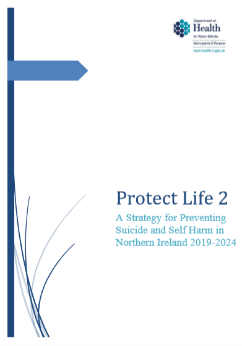 Department of
Health
An Roinn Sláinte
Männystrie O Poustie
www.health-ni.gov.uk
Protect Life 2
A Strategy for Preventing
Suicide and Self Harm in
Northern Ireland 2019-2024